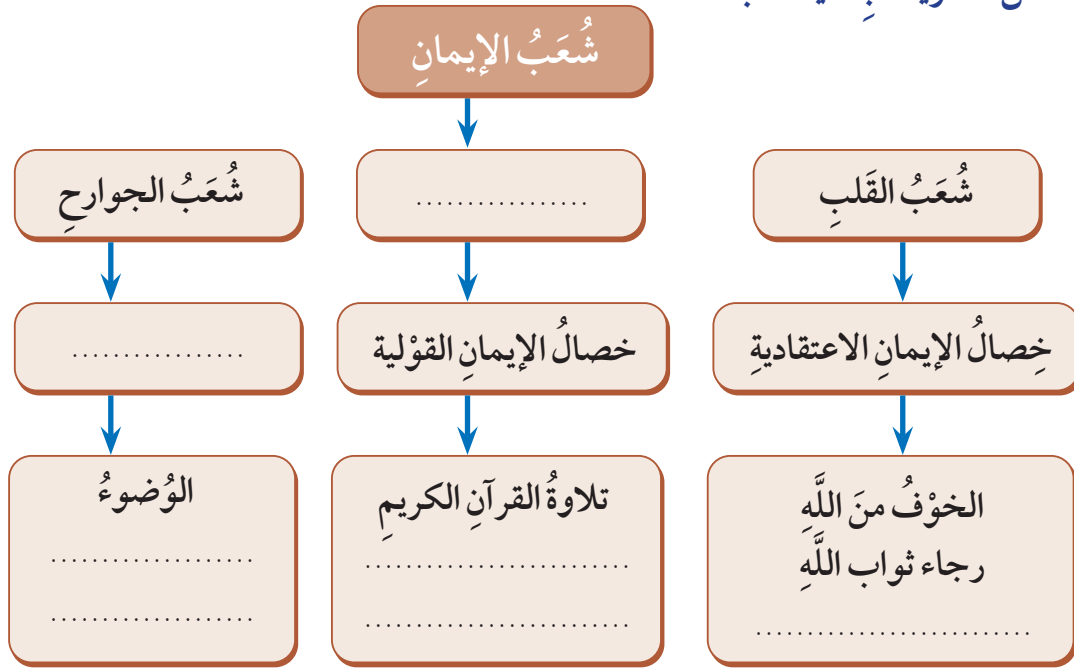 شُعَبُ الإيمانِ
شُعَبُ القَلبِ
.................
شُعَبُ الجوارحِ
خِصالُ الإيمانِ الاعتقاديةِ
خصالُ الإيمانِ القوْلية
.................
الخوْفُ منَ اللَّهِ
رجاء ثواب اللَّهِ
...........................
تلاوةُ القرآنِ الكريمِ
..........................
..........................
الوُضوءُ
....................
....................